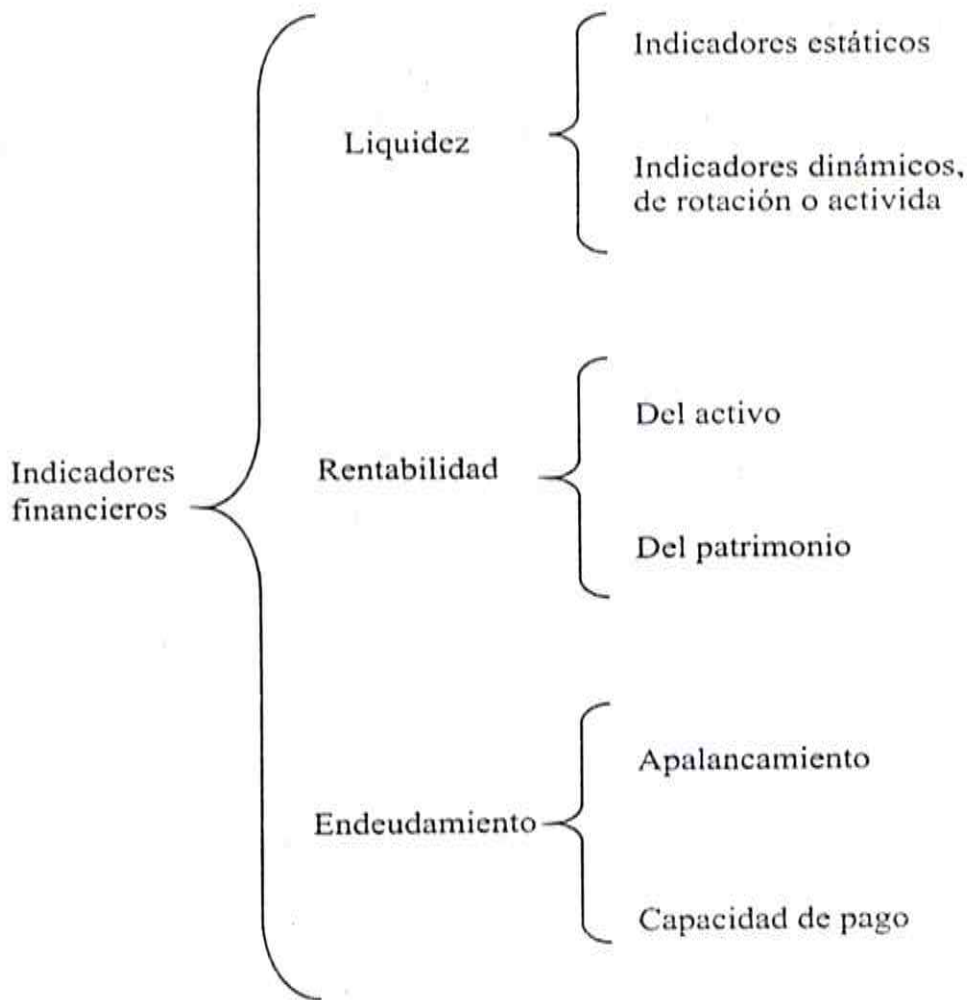 Indicadores
financieros
Liquidez
Indicadores estáticos
Indicadores dinámicos,
de rotación o activida
Rentabilidad
Del activo
Del patrimonio
Endeudamiento
Apalancamiento
Capacidad de pago